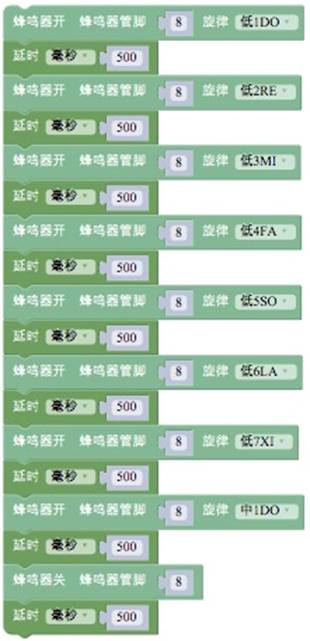 蜂鸣器开 蜂鸣器管脚 8 旋律 低1DO
延时 毫秒 500
蜂鸣器开 蜂鸣器管脚 8 旋律 低2RE
延时 毫秒 500
蜂鸣器开 蜂鸣器管脚 8 旋律 低3MI
延时 毫秒 500
蜂鸣器开 蜂鸣器管脚 8 旋律 低4FA
延时 毫秒 500
蜂鸣器开 蜂鸣器管脚 8 旋律 低5SO
延时 毫秒 500
蜂鸣器开 蜂鸣器管脚 8 旋律 低6LA
延时 毫秒 500
蜂鸣器开 蜂鸣器管脚 8 旋律 低7XI
延时 毫秒 500
蜂鸣器开 蜂鸣器管脚 8 旋律 中1DO
延时 毫秒 500
蜂鸣器关 蜂鸣器管脚 8
延时 毫秒 500